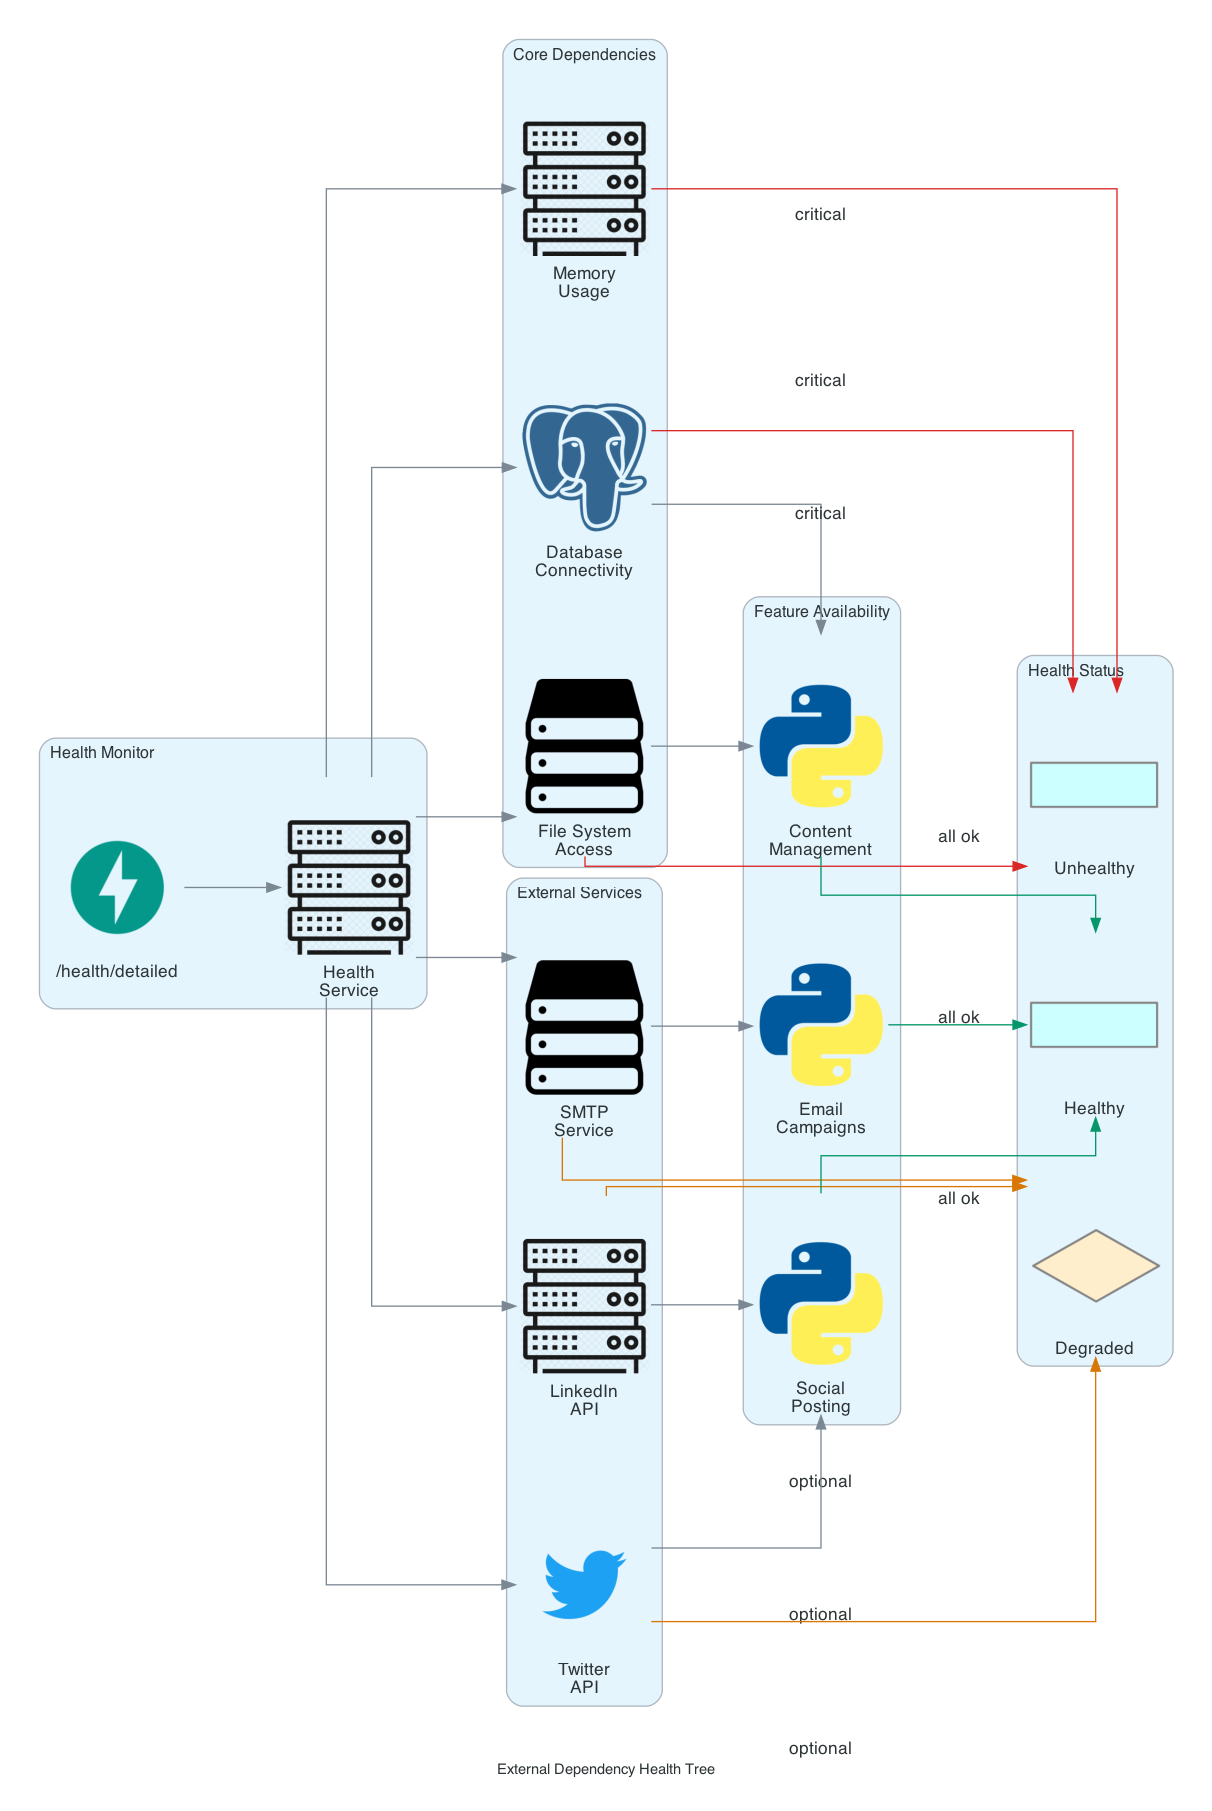 Core Dependencies
Memory
Usage
critical
critical
Database
Connectivity
critical
Feature Availability
Health Status
Health Monitor
File System
Access
Content
Management
all ok
Unhealthy
/health/detailed
Health
Service
External Services
SMTP
Service
Email
Campaigns
all ok
Healthy
all ok
LinkedIn
API
Social
Posting
Degraded
optional
optional
Twitter
API
optional
External Dependency Health Tree